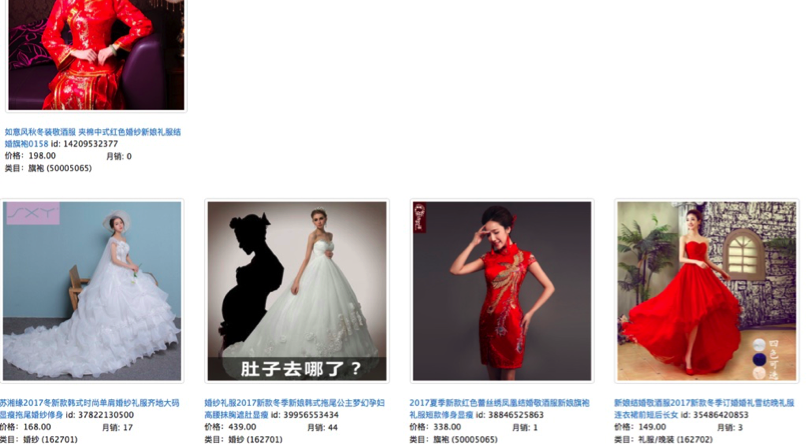 如意风秋冬装敬酒服 夹棉中式红色婚纱新娘礼服结
婚旗袍0158 id: 14209532377
价格: 198.00 月销: 0
类目: 旗袍 (50005065)
SXY
肚子去哪了？
四色可选
苏湘缘2017冬新款韩式时尚单肩婚纱礼服齐地大码
显瘦拖尾婚纱修身 id: 37822130500
价格: 168.00 月销: 17
类目: 婚纱 (162701)
婚纱礼服2017新款冬季新娘韩式拖尾公主梦幻孕妇
高腰抹胸遮肚显瘦 id: 39956553434
价格: 439.00 月销: 44
类目: 婚纱 (162701)
2017夏季新款红色蕾丝绣凤凰结婚敬酒服新娘旗袍
礼服短款修身显瘦 id: 38846525863
价格: 338.00 月销: 1
类目: 旗袍 (50005065)
新娘结婚敬酒服2017新款冬季订婚婚礼雪纺晚礼服
连衣裙前短后长女 id: 35486420853
价格: 149.00 月销: 3
类目: 礼服/晚装 (162702)